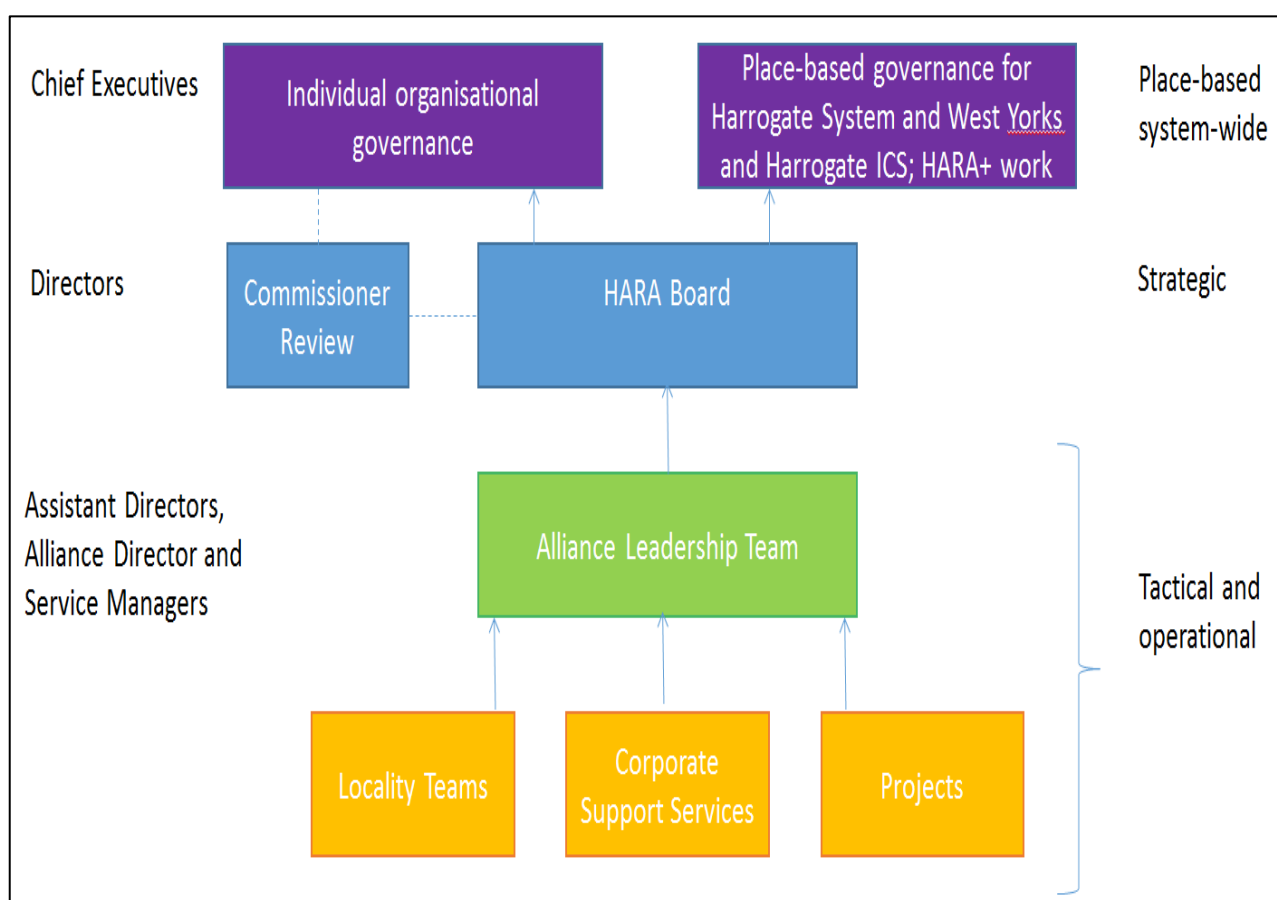 Chief Executives
Individual organisational
governance
Place-based governance for
Harrogate System and West Yorks
and Harrogate ICS; HARA+ work
Place-based
system-wide
Directors
Commissioner
Review
HARA Board
Strategic
Assistant Directors,
Alliance Director and
Service Managers
Alliance Leadership Team
Tactical and
operational
Locality Teams
Corporate
Support Services
Projects